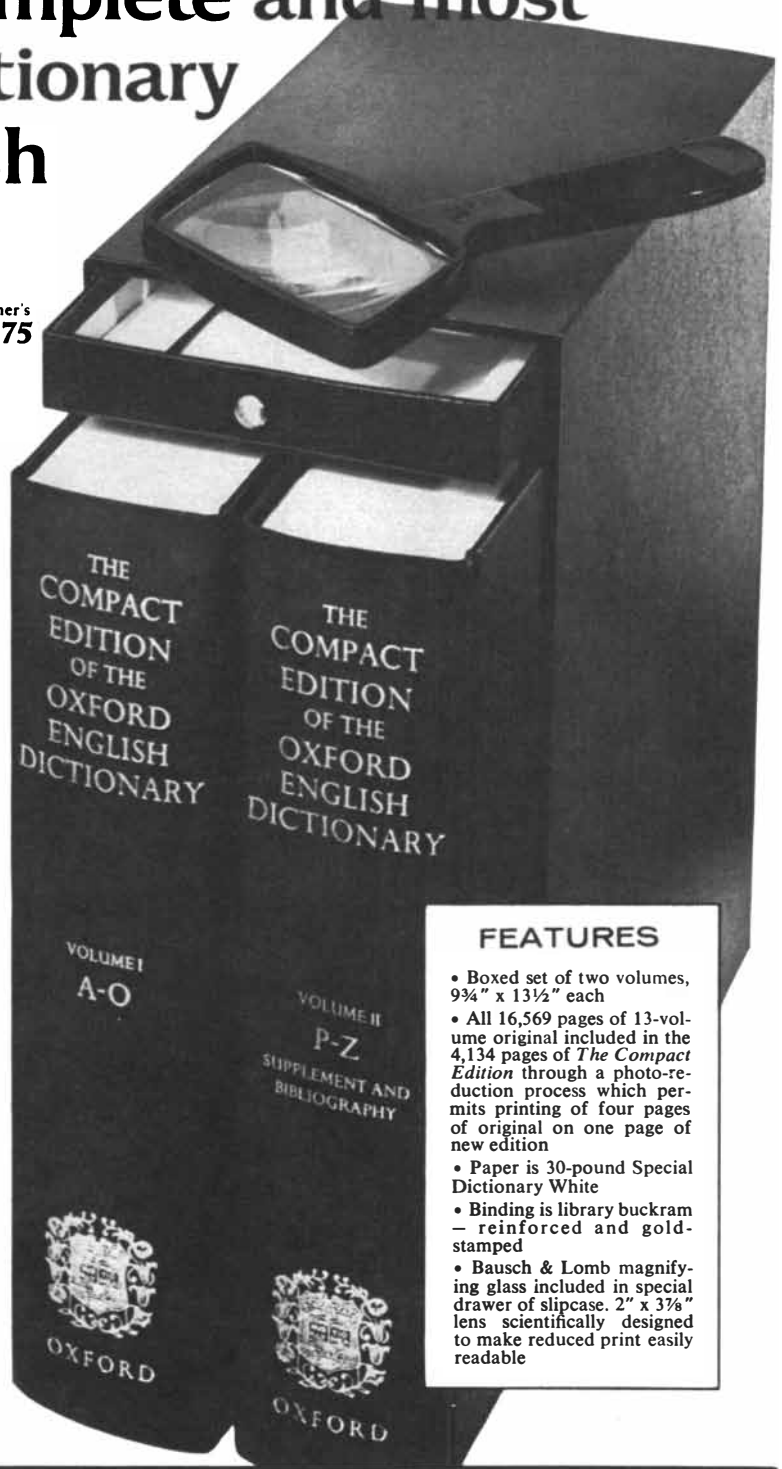 complete and most
dictionary
h
75
THE
COMPACT
EDITION
OF THE
OXFORD
ENGLISH
DICTIONARY
VOLUME I
A-O
OXFORD
THE
COMPACT
EDITION
OF THE
OXFORD
ENGLISH
DICTIONARY
VOLUME II
P-Z
SUPPLEMENT AND
BIBLIOGRAPHY
OXFORD
FEATURES
• Boxed set of two volumes,
9¾" x 13½" each
• All 16,569 pages of 13-vol-
ume original included in the
4,134 pages of The Compact
Edition through a photo-re-
duction process which per-
mits printing of four pages
of original on one page of
new edition
• Paper is 30-pound Special
Dictionary White
• Binding is library buckram
— reinforced and gold-
stamped
• Bausch & Lomb magnify-
ing glass included in special
drawer of slipcase. 2" x 3⅞"
lens scientifically designed
to make reduced print easily
readable